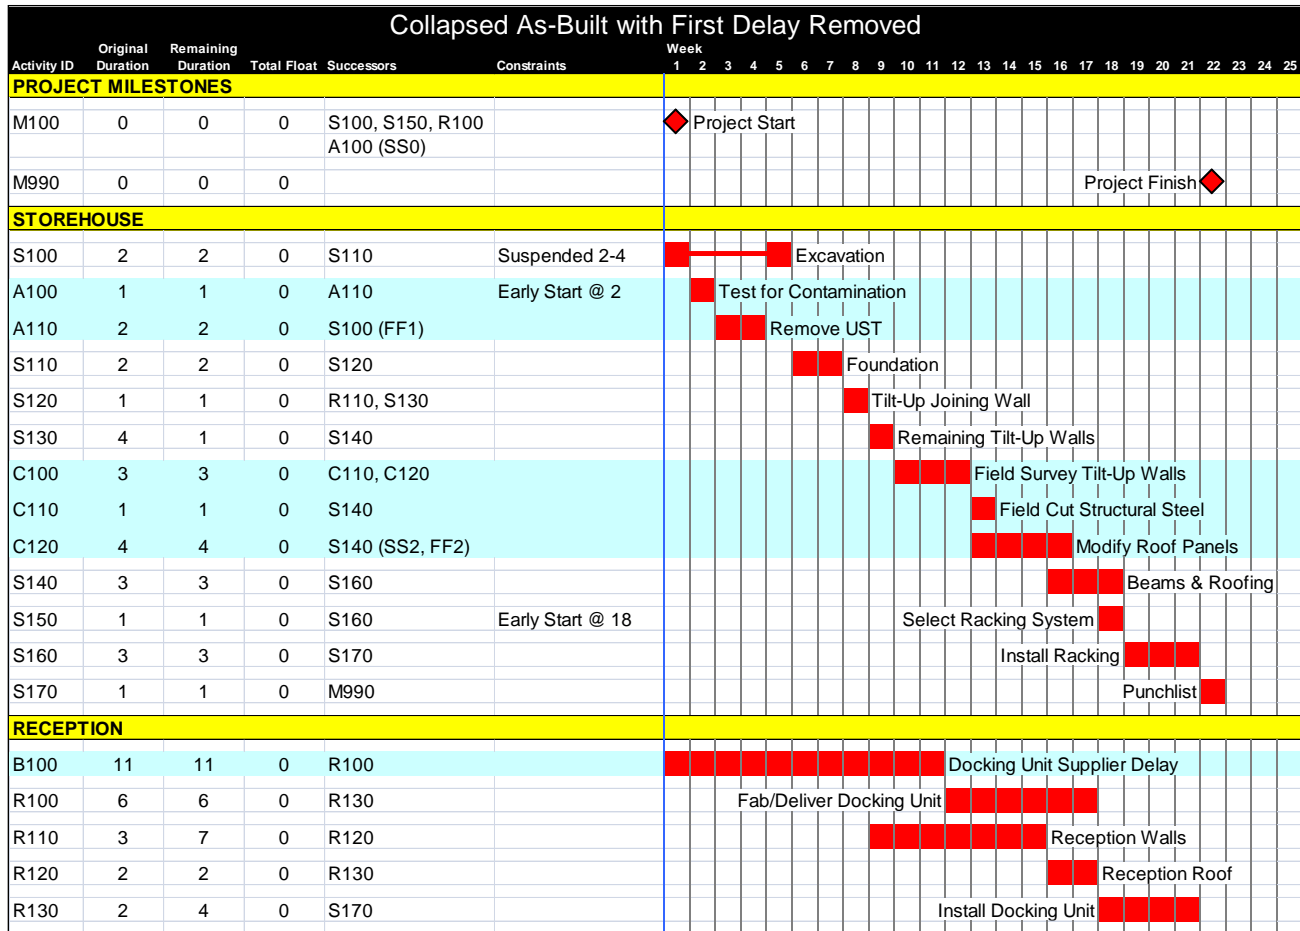 Collapsed As-Built with First Delay Removed
Original Remaining Week
Activity ID Duration Duration Total Float Successors Constraints 1 2 3 4 5 6 7 8 9 10 11 12 13 14 15 16 17 18 19 20 21 22 23 24 25
PROJECT MILESTONES
M100 0 0 0 S100, S150, R100 Project Start
A100 (SS0)
M990 0 0 0 Project Finish
STOREHOUSE
S100 2 2 0 S110 Suspended 2-4 Excavation
A100 1 1 0 A110 Early Start @ 2 Test for Contamination
A110 2 2 0 S100 (FF1) Remove UST
S110 2 2 0 S120 Foundation
S120 1 1 0 R110, S130 Tilt-Up Joining Wall
S130 4 1 0 S140 Remaining Tilt-Up Walls
C100 3 3 0 C110, C120 Field Survey Tilt-Up Walls
C110 1 1 0 S140 Field Cut Structural Steel
C120 4 4 0 S140 (SS2, FF2) Modify Roof Panels
S140 3 3 0 S160 Beams & Roofing
S150 1 1 0 S160 Early Start @ 18 Select Racking System
S160 3 3 0 S170 Install Racking
S170 1 1 0 M990 Punchlist
RECEPTION
B100 11 11 0 R100 Docking Unit Supplier Delay
R100 6 6 0 R130 Fab/Deliver Docking Unit
R110 3 7 0 R120 Reception Walls
R120 2 2 0 R130 Reception Roof
R130 2 4 0 S170 Install Docking Unit